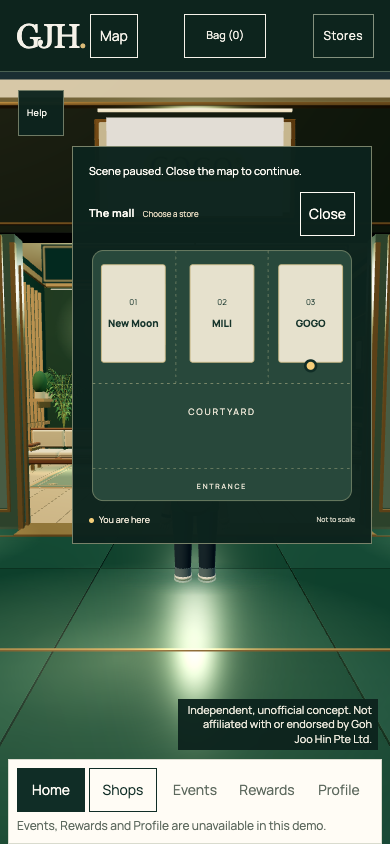 GJH.
Map
Bag (0)
Stores
Help
Scene paused. Close the map to continue.
The mall
Choose a store
Close
01
02
03
New Moon
MILI
GOGO
COURTYARD
ENTRANCE
You are here
Not to scale
Independent, unofficial concept. Not
affiliated with or endorsed by Goh
Joo Hin Pte Ltd.
Home
Shops
Events
Rewards
Profile
Events, Rewards and Profile are unavailable in this demo.